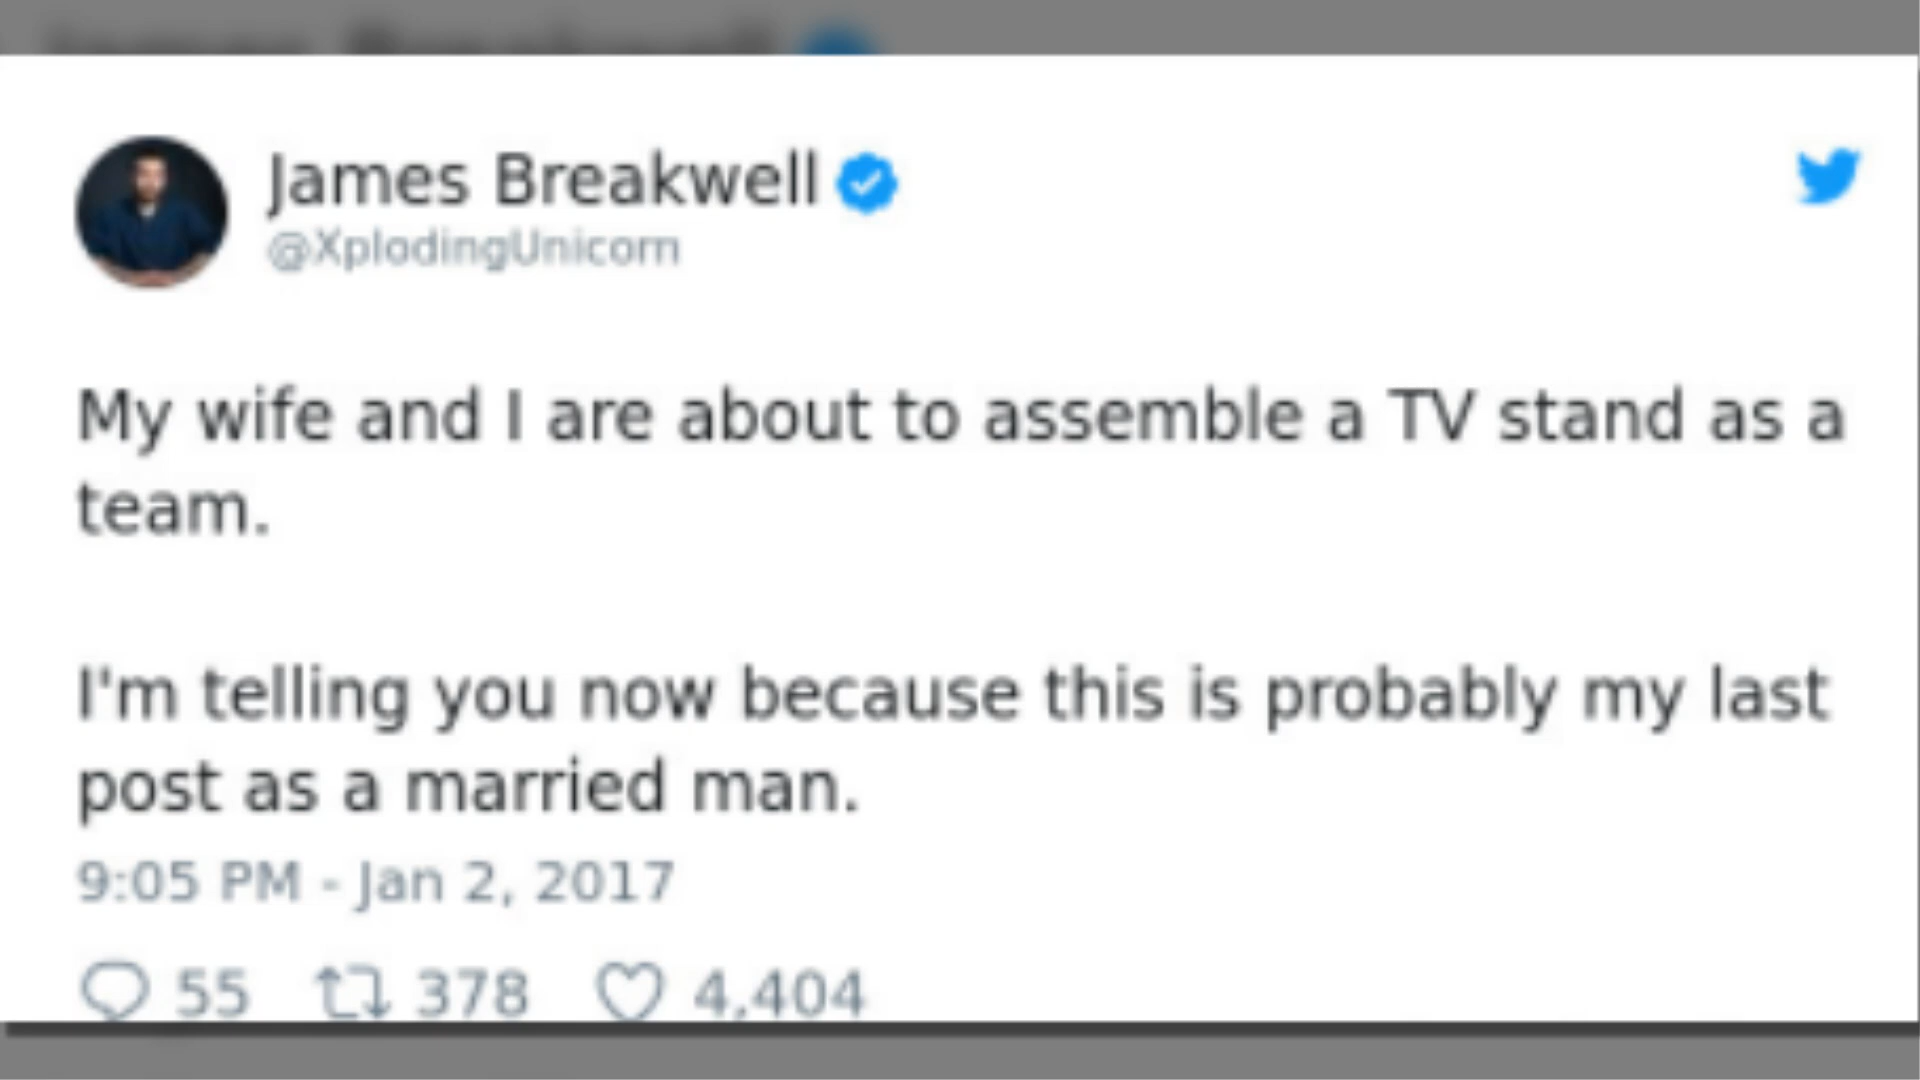 James Breakwell
@XplodingUnicorn
My wife and I are about to assemble a TV stand as a
team.
I'm telling you now because this is probably my last
post as a married man.
9:05 PM - Jan 2, 2017
55 378 4,404